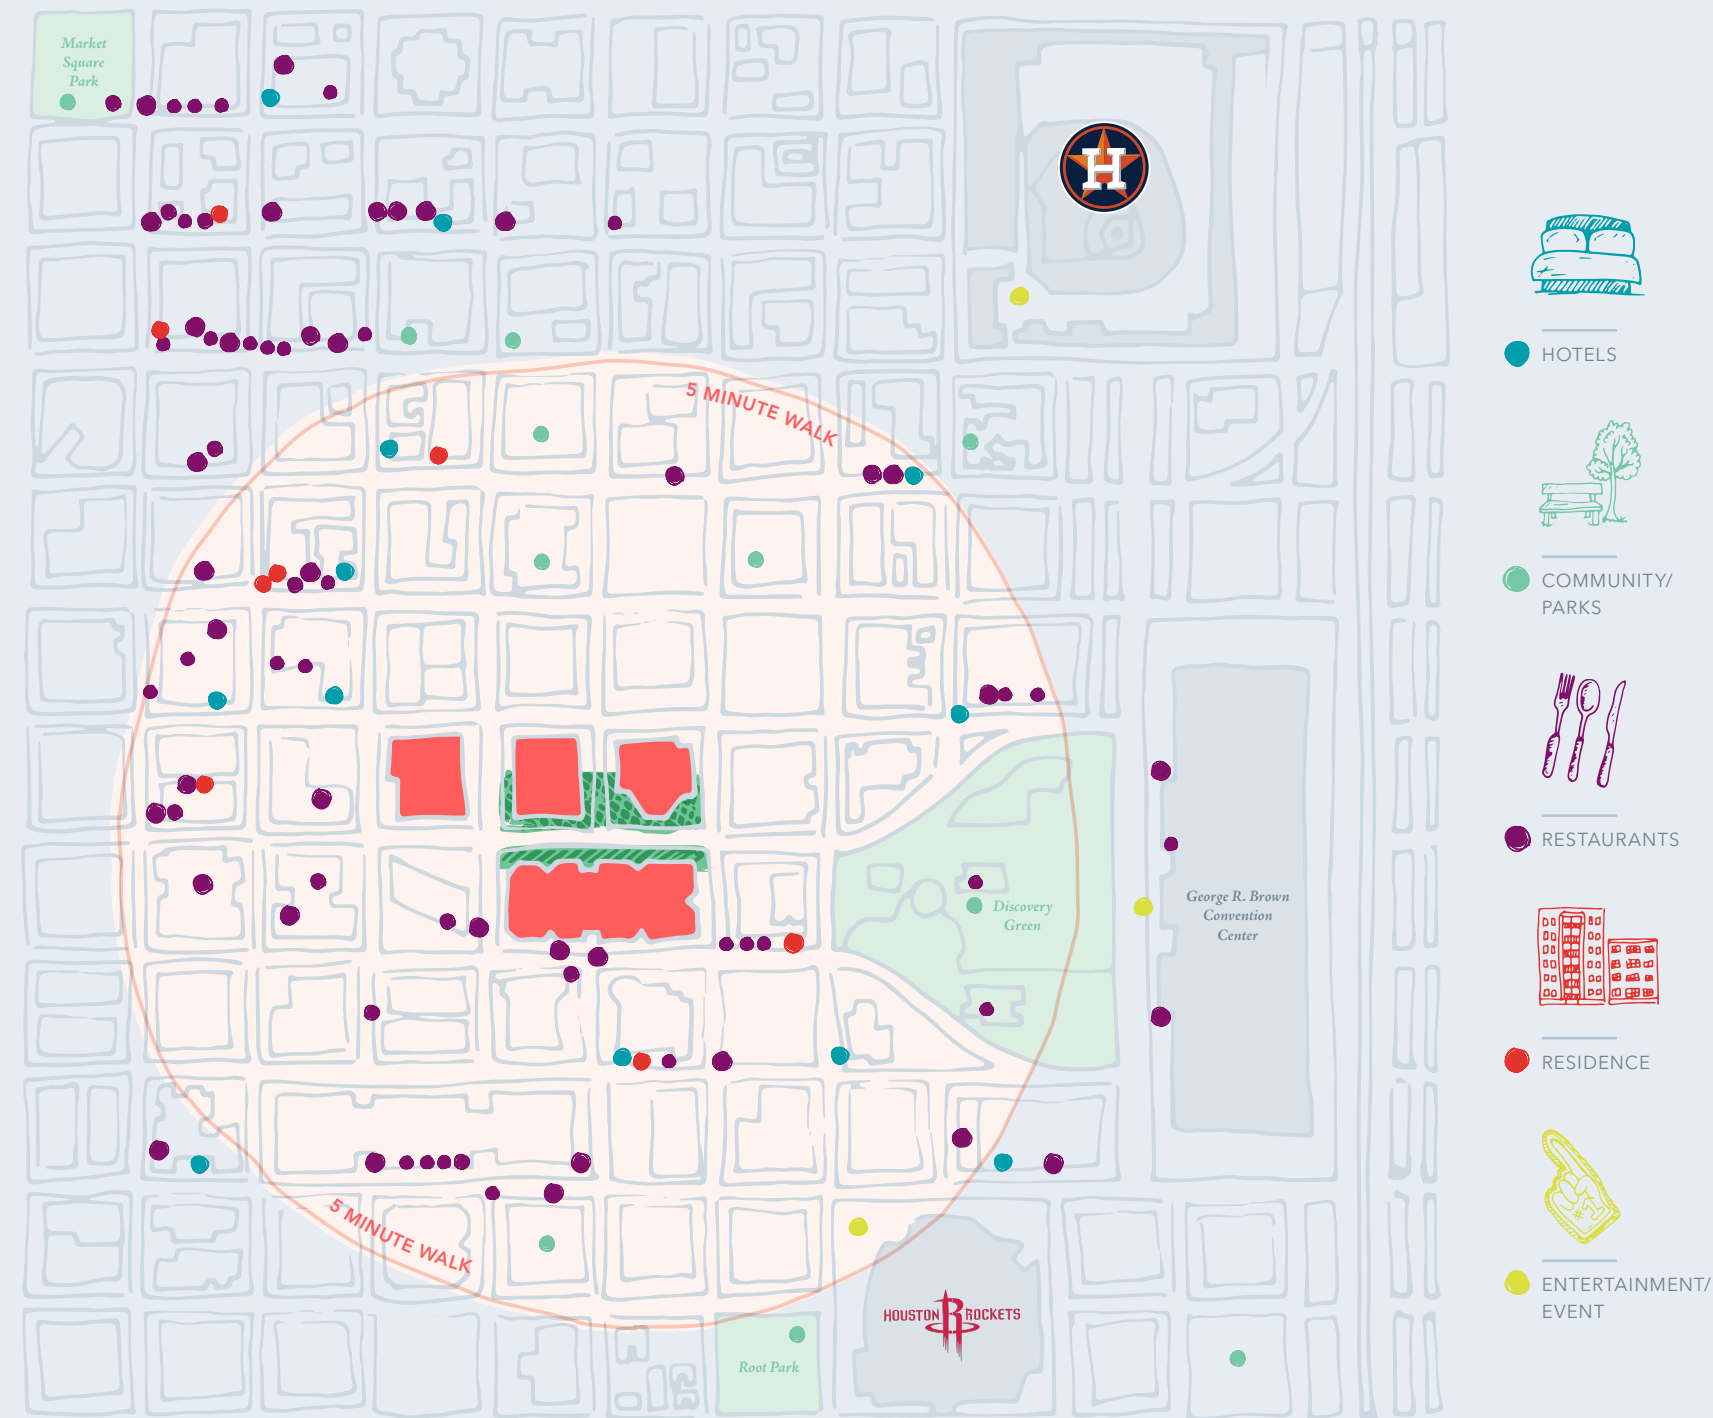 Market
Square
Park
H
5 MINUTE WALK
HOTELS
COMMUNITY/
PARKS
RESTAURANTS
George R. Brown
Convention
Center
Discovery
Green
RESIDENCE
5 MINUTE WALK
ENTERTAINMENT/
EVENT
HOUSTON R ROCKETS
Root Park